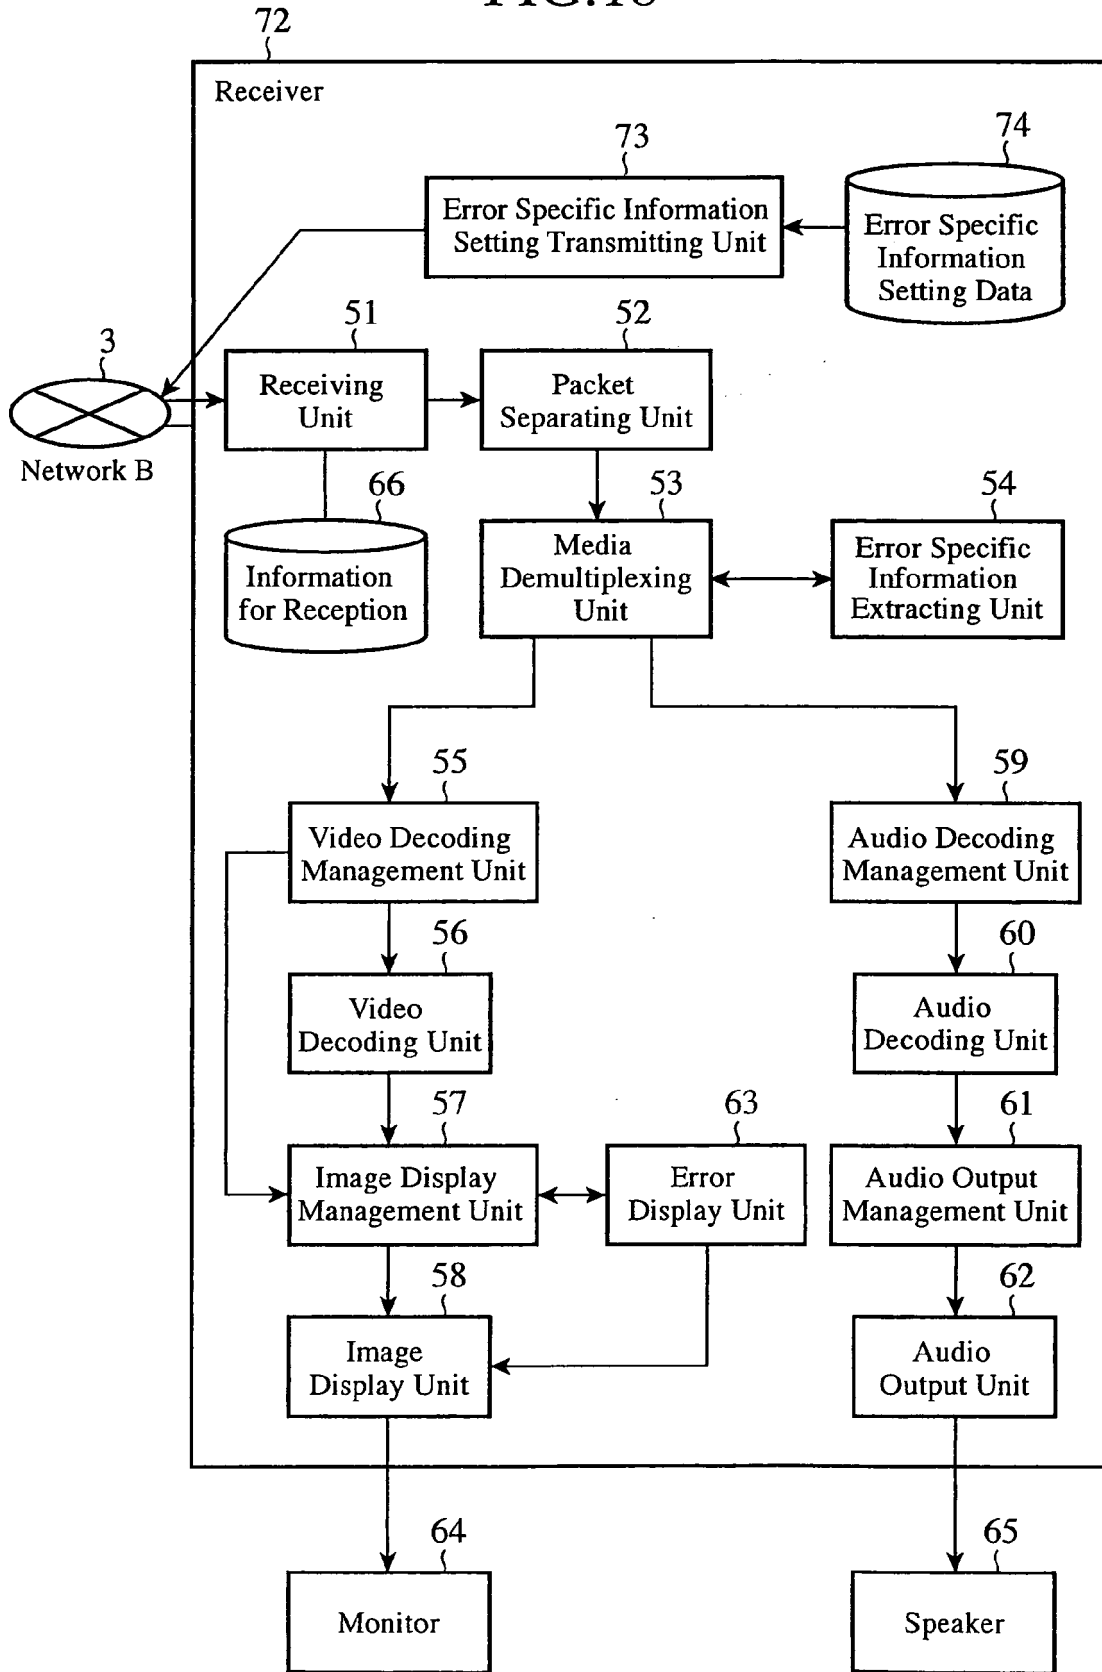 72
Receiver
73
74
Error Specific Information
Setting Transmitting Unit
Error Specific
Information
Setting Data
3
51
52
Receiving
Unit
Packet
Separating Unit
Network B
66
53
54
Information
for Reception
Media
Demultiplexing
Unit
Error Specific
Information
Extracting Unit
55
59
Video Decoding
Management Unit
Audio Decoding
Management Unit
56
60
Video
Decoding Unit
Audio
Decoding Unit
57
63
61
Image Display
Management Unit
Error
Display Unit
Audio Output
Management Unit
58
62
Image
Display Unit
Audio
Output Unit
64
65
Monitor
Speaker